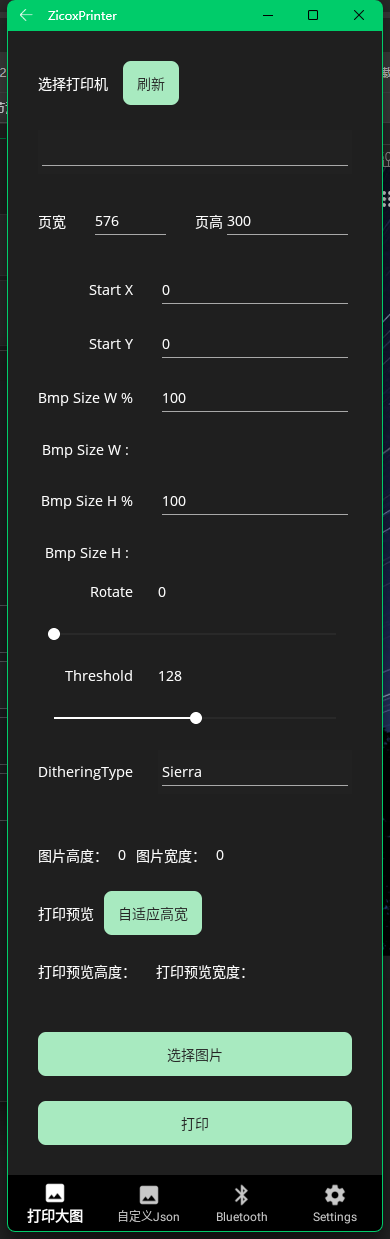 ZicoxPrinter
选择打印机 刷新
页宽 576 页高 300
Start X 0
Start Y 0
Bmp Size W % 100
Bmp Size W :
Bmp Size H % 100
Bmp Size H :
Rotate 0
Threshold 128
DitheringType Sierra
图片高度： 0 图片宽度： 0
打印预览 自适应高宽
打印预览高度： 打印预览宽度：
选择图片
打印
打印大图 自定义Json Bluetooth Settings